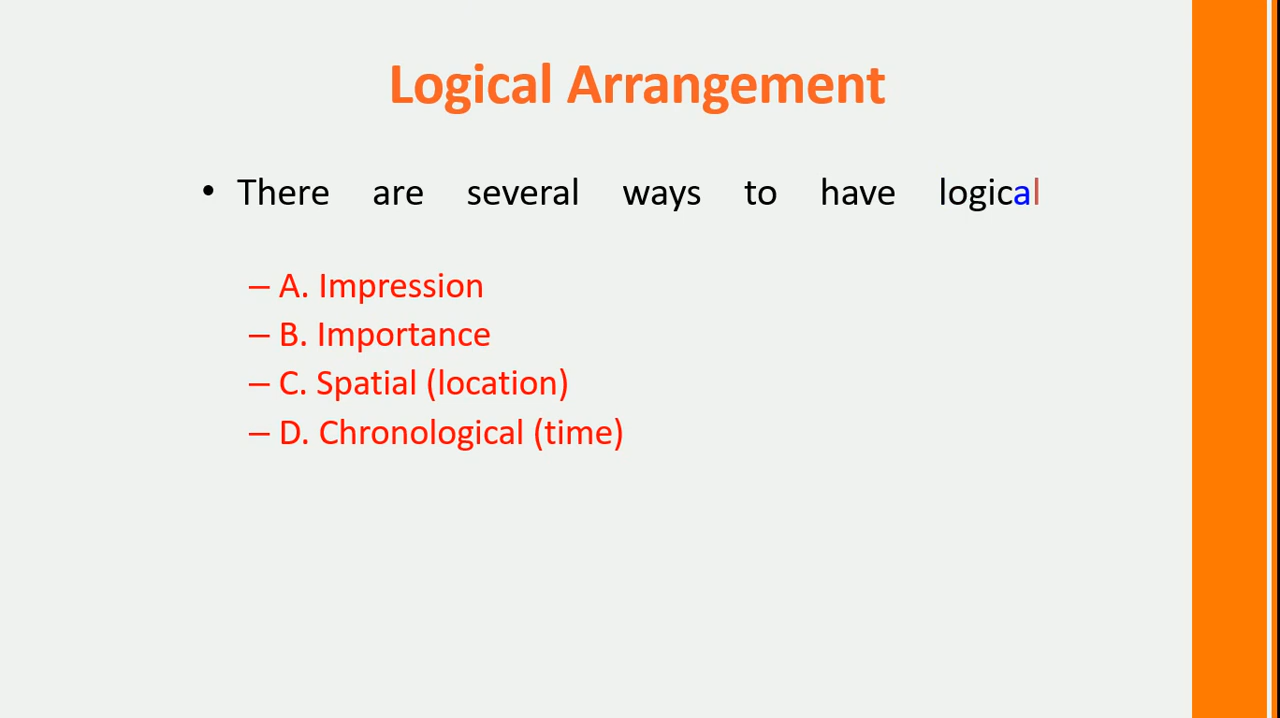 Logical Arrangement
• There are several ways to have logical
– A. Impression
– B. Importance
– C. Spatial (location)
– D. Chronological (time)